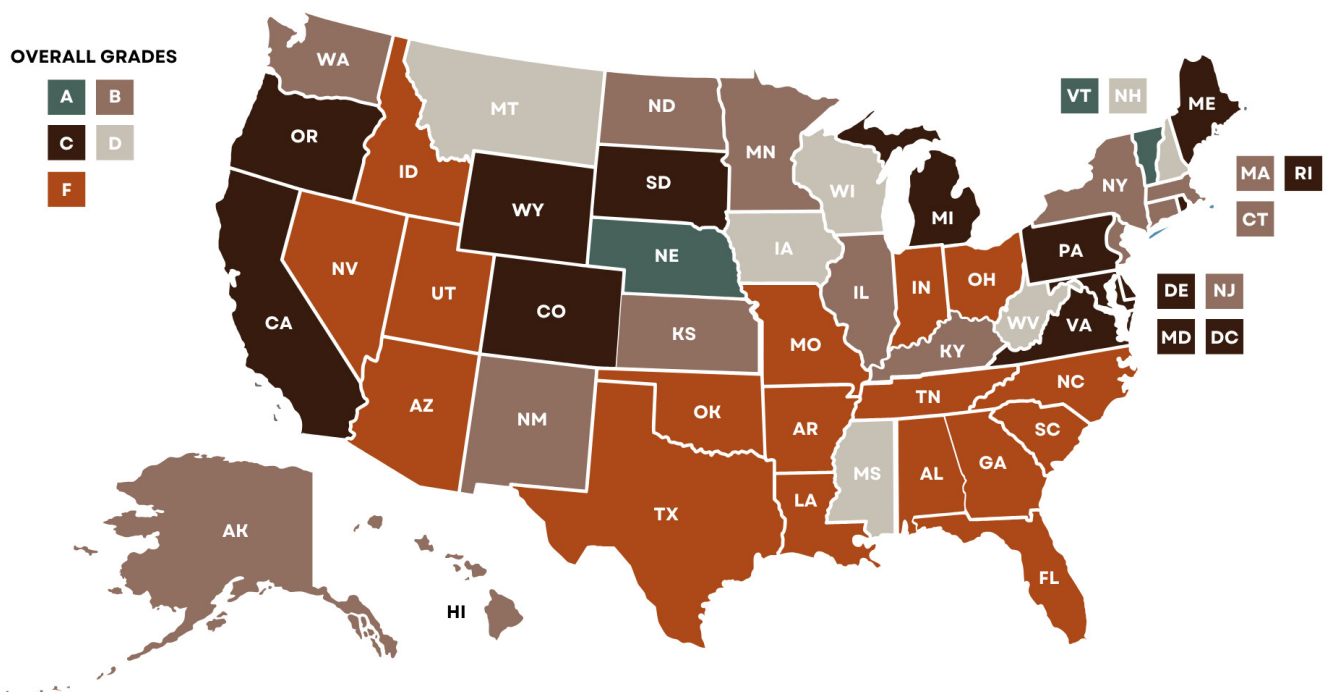 OVERALL GRADES
A B
C D
F
WA
MT
ND
MN
OR
ID
WY
SD
WI
MI
NE
IA
NV
UT
CO
CA
KS
MO
IL
IN
OH
PA
NY
ME
VT NH
MA RI
CT
DE NJ
MD DC
WV
VA
KY
AZ
NM
OK
AR
TN
NC
SC
MS
AL
GA
LA
TX
FL
AK
HI